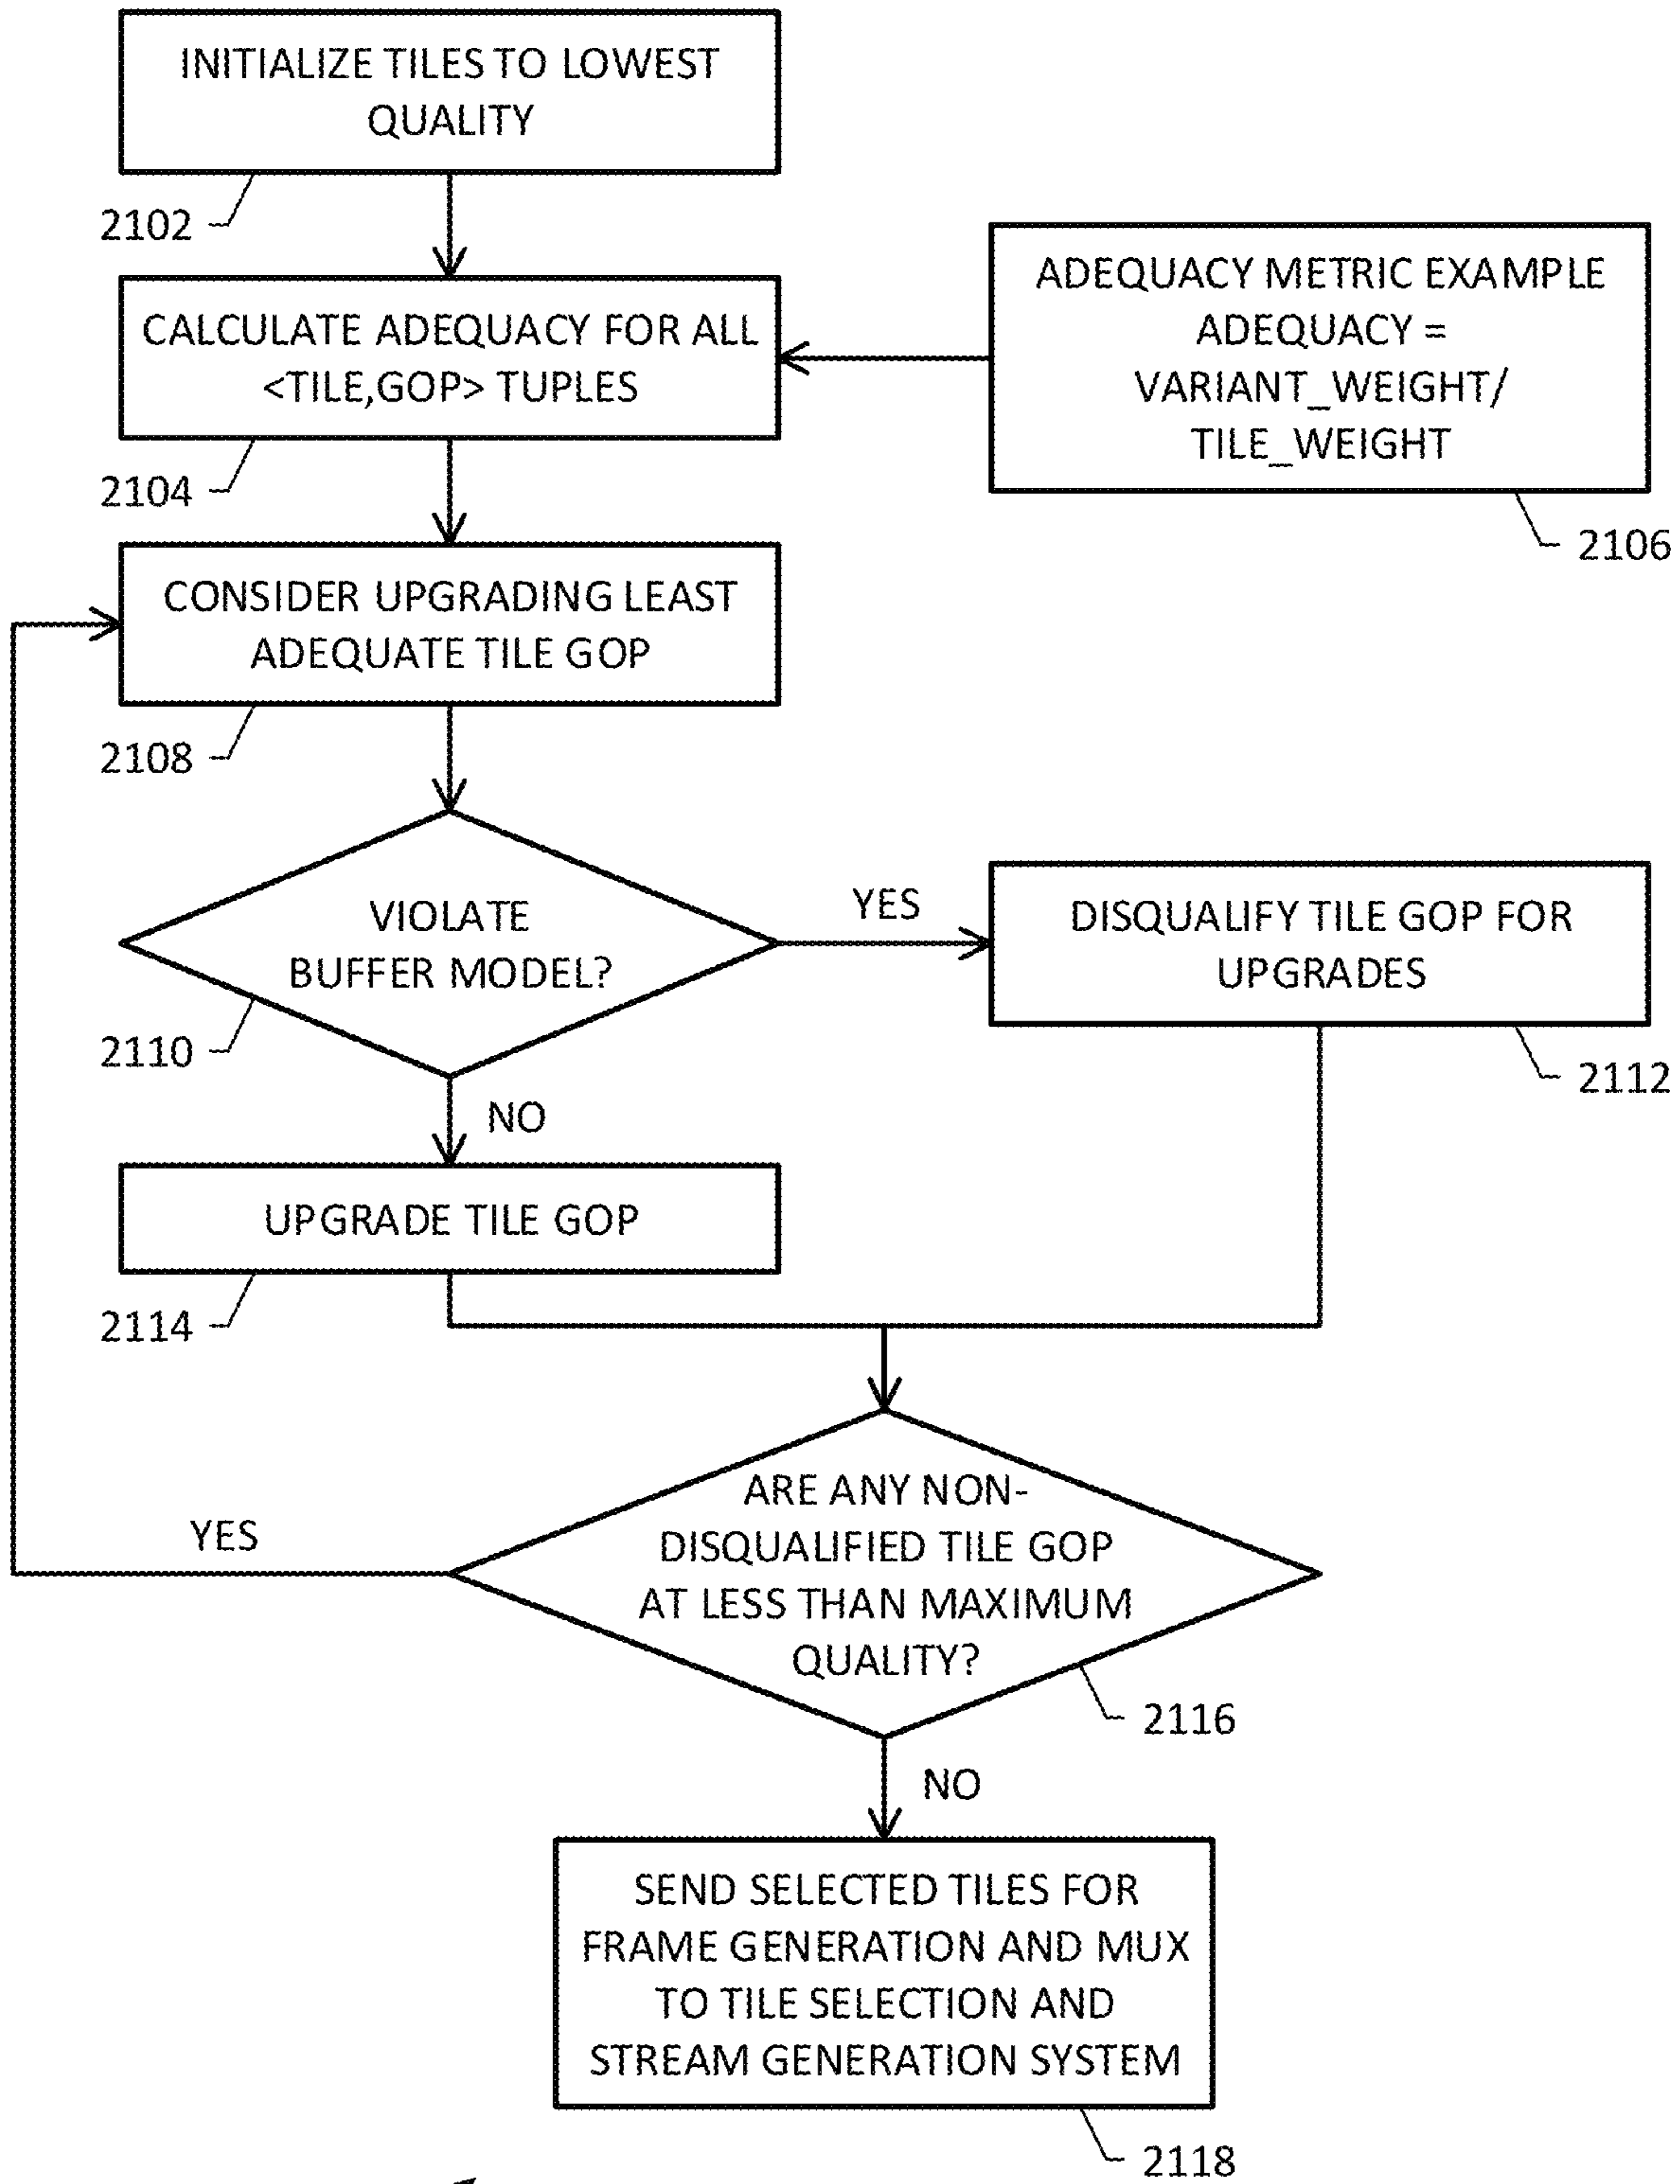 INITIALIZE TILES TO LOWEST
QUALITY
2102
CALCULATE ADEQUACY FOR ALL
<TILE,GOP> TUPLES
2104
ADEQUACY METRIC EXAMPLE
ADEQUACY =
VARIANT_WEIGHT/
TILE_WEIGHT
2106
CONSIDER UPGRADING LEAST
ADEQUATE TILE GOP
2108
VIOLATE
BUFFER MODEL?
2110
YES
DISQUALIFY TILE GOP FOR
UPGRADES
2112
NO
UPGRADE TILE GOP
2114
ARE ANY NON-
DISQUALIFIED TILE GOP
AT LESS THAN MAXIMUM
QUALITY?
2116
YES
NO
SEND SELECTED TILES FOR
FRAME GENERATION AND MUX
TO TILE SELECTION AND
STREAM GENERATION SYSTEM
2118